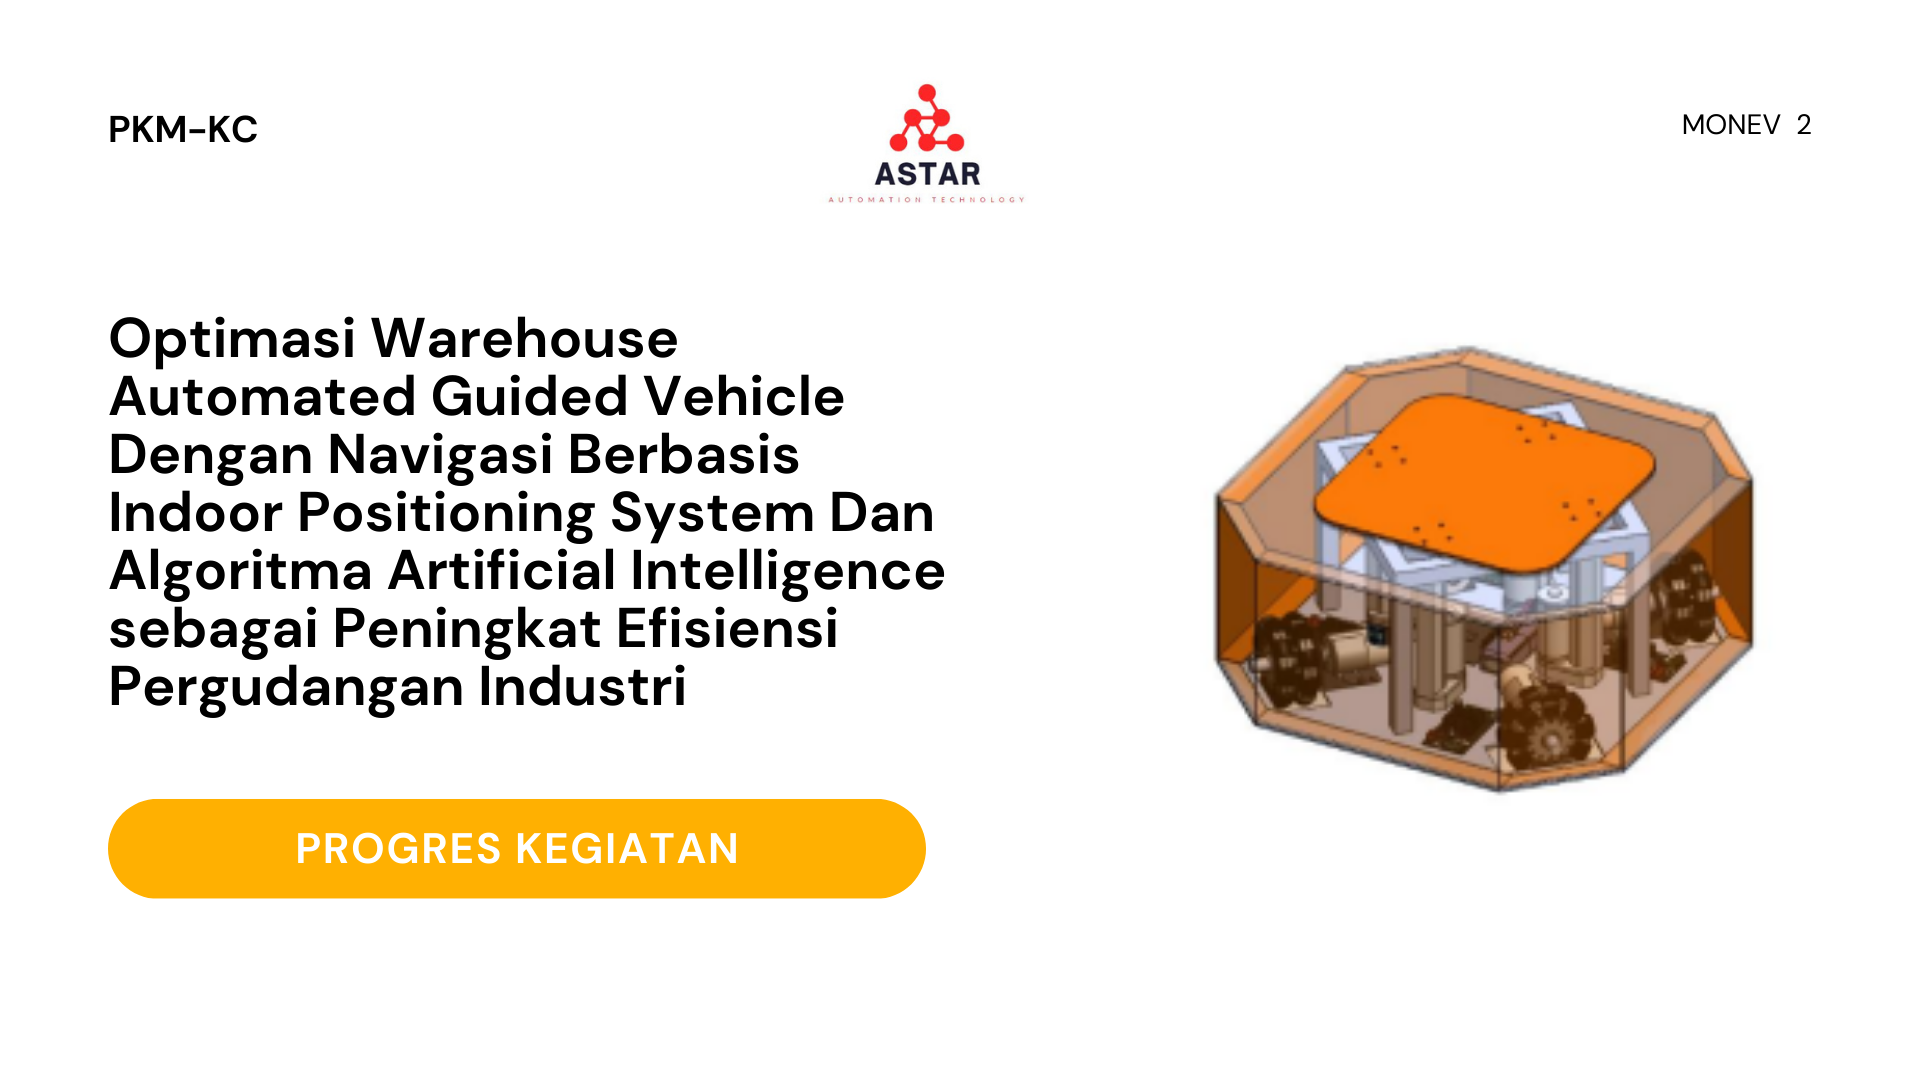 PKM-KC
ASTAR
AUTOMATION TECHNOLOGY
MONEV 2
Optimasi Warehouse
Automated Guided Vehicle
Dengan Navigasi Berbasis
Indoor Positioning System Dan
Algoritma Artificial Intelligence
sebagai Peningkat Efisiensi
Pergudangan Industri
PROGRES KEGIATAN